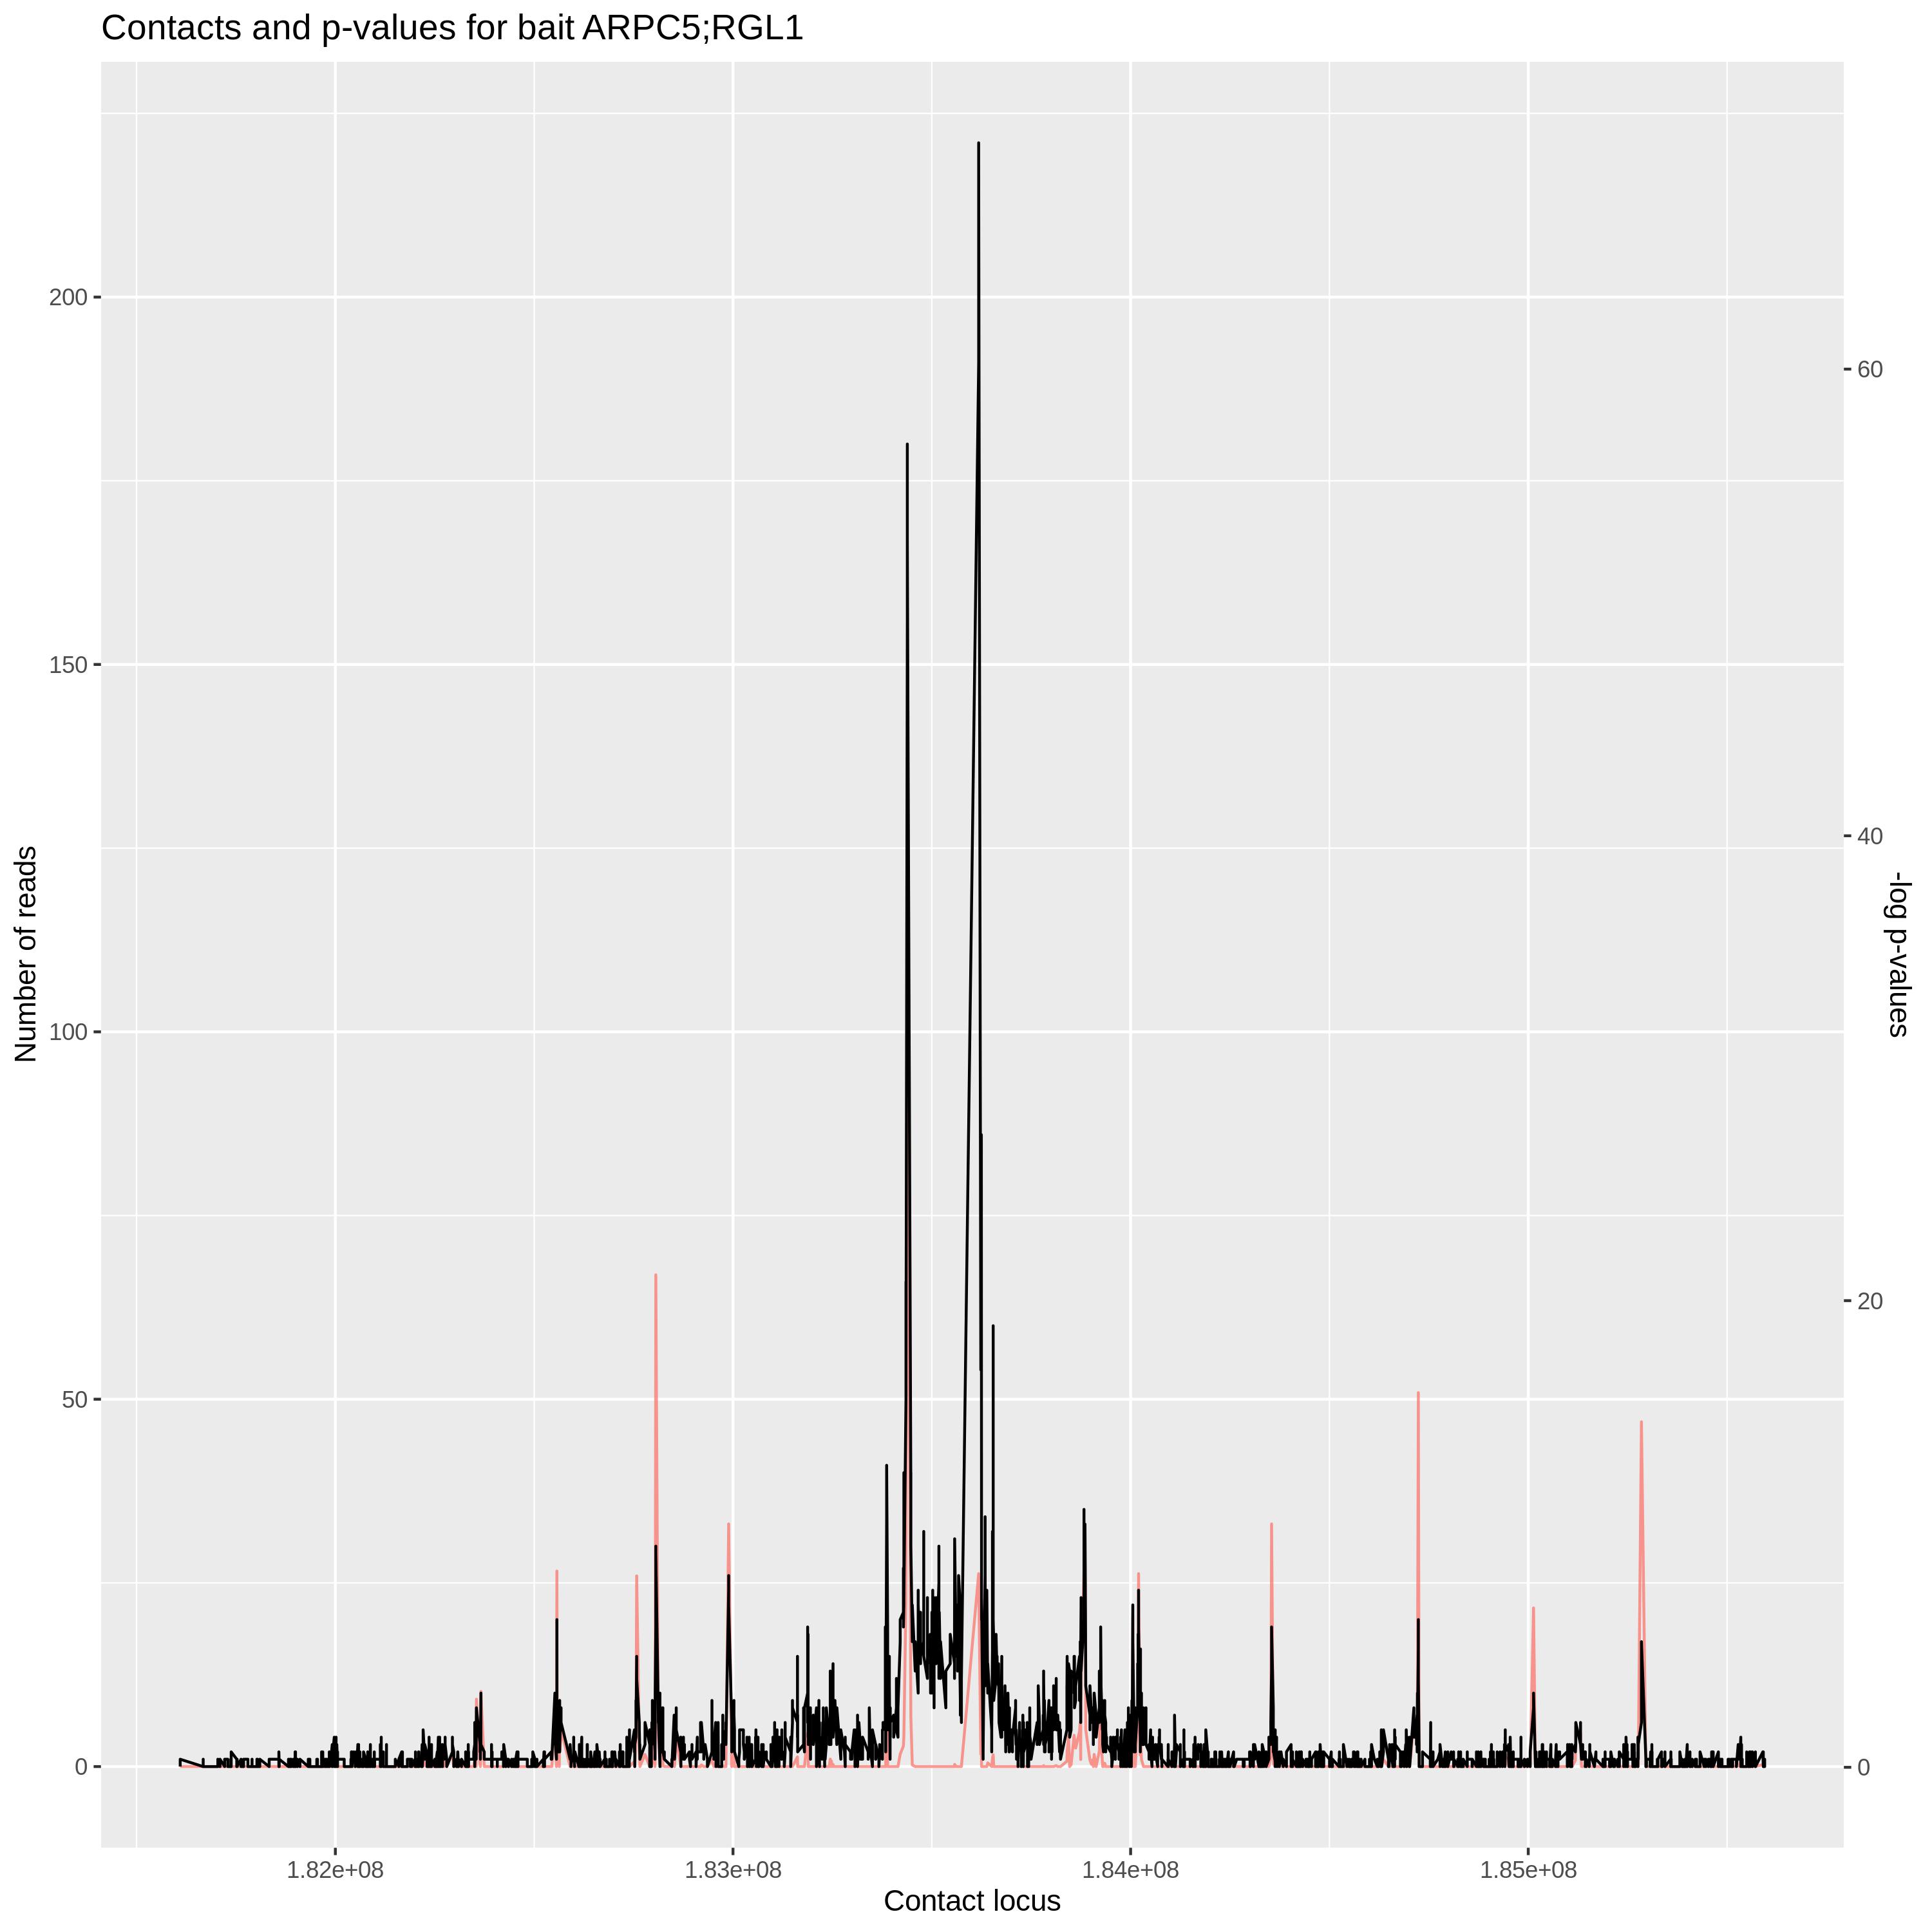 Contacts and p-values for bait ARPC5;RGL1
200
150
100
50
0
Number of reads
60
40
20
0
-log p-values
1.82e+08
1.83e+08
1.84e+08
1.85e+08
Contact locus